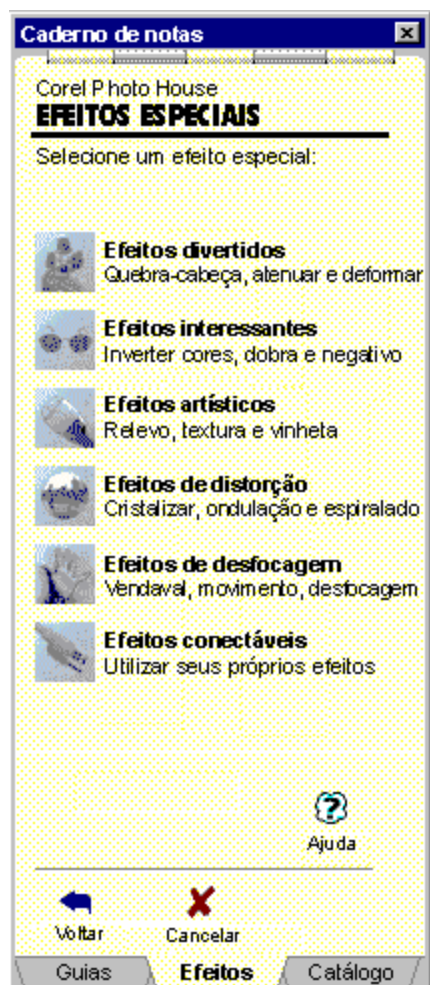 Caderno de notas
Corel Photo House
EFEITOS ESPECIAIS
Selecione um efeito especial:
Efeitos divertidos
Quebra-cabeça, atenuar e deformar
Efeitos interessantes
Inverter cores, dobra e negativo
Efeitos artísticos
Relevo, textura e vinheta
Efeitos de distorção
Cristalizar, ondulação e espiralado
Efeitos de desfocagem
Vendaval, movimento, desfocagem
Efeitos conectáveis
Utilizar seus próprios efeitos
Ajuda
Voltar Cancelar
Guias Efeitos Catálogo